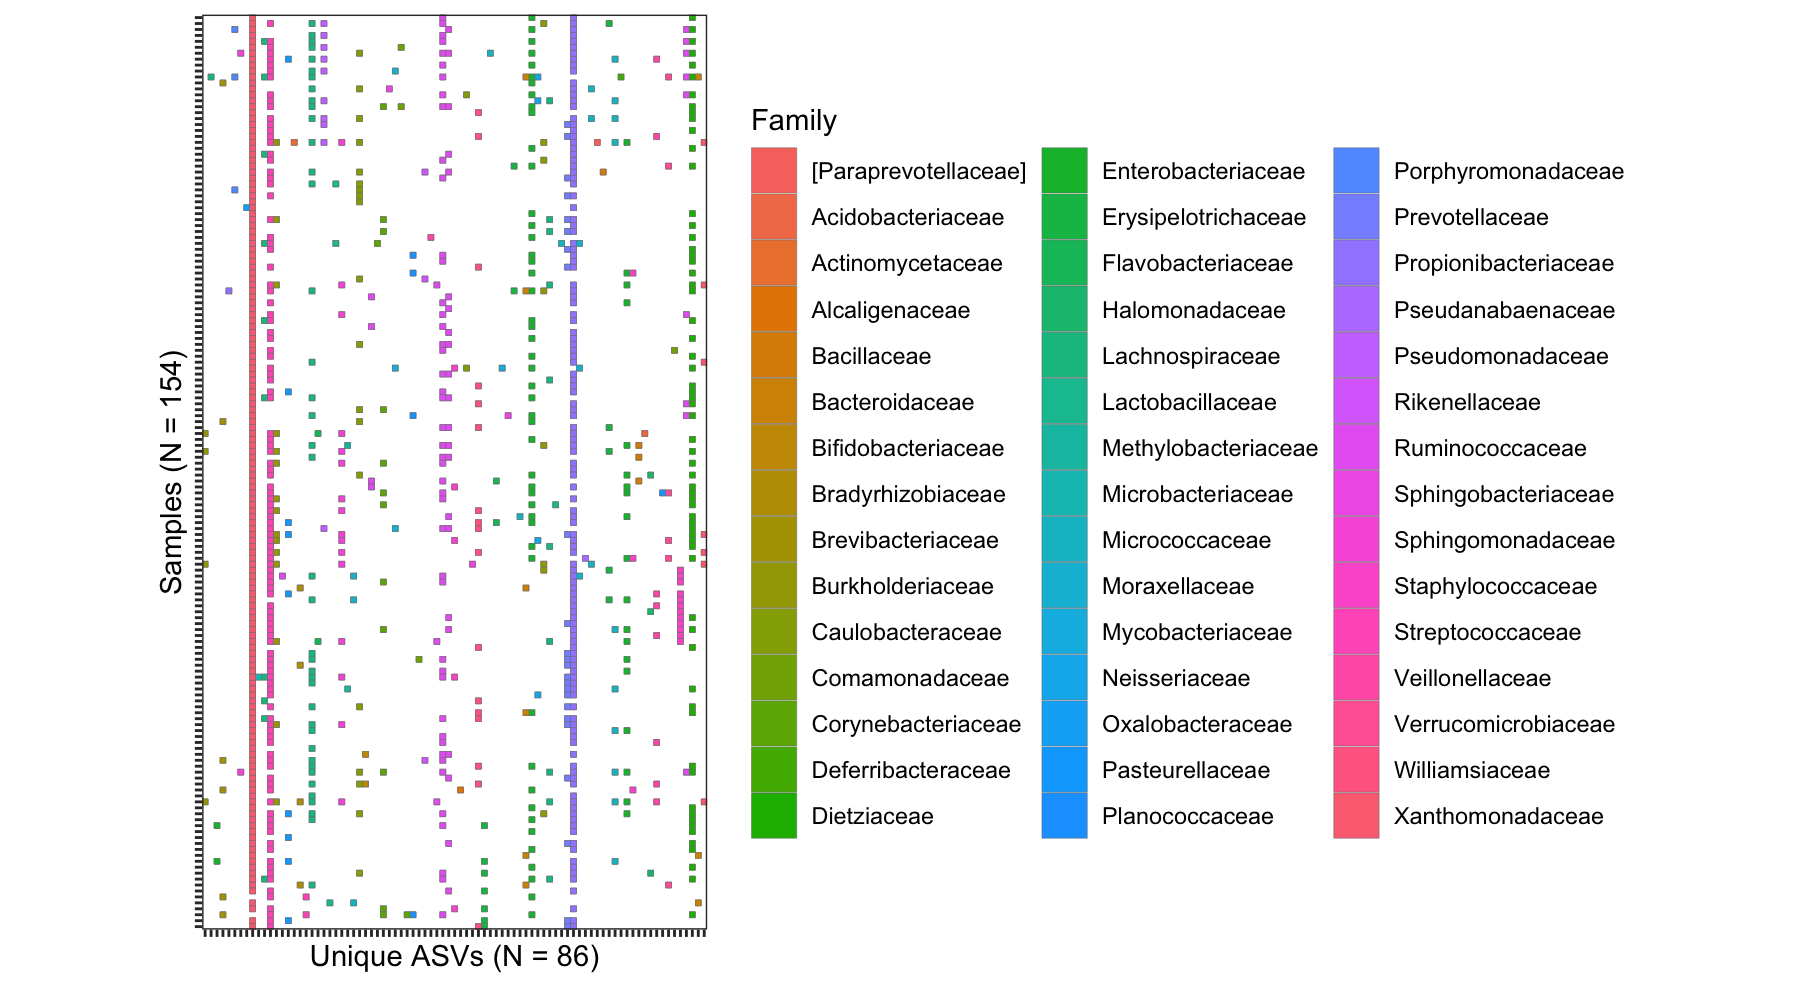 Samples (N = 154)
Unique ASVs (N = 86)
Family
[Paraprevotellaceae]
Acidobacteriaceae
Actinomycetaceae
Alcaligenaceae
Bacillaceae
Bacteroidaceae
Bifidobacteriaceae
Bradyrhizobiaceae
Brevibacteriaceae
Burkholderiaceae
Caulobacteraceae
Comamonadaceae
Corynebacteriaceae
Deferribacteraceae
Dietziaceae
Enterobacteriaceae
Erysipelotrichaceae
Flavobacteriaceae
Halomonadaceae
Lachnospiraceae
Lactobacillaceae
Methylobacteriaceae
Microbacteriaceae
Micrococcaceae
Moraxellaceae
Mycobacteriaceae
Neisseriaceae
Oxalobacteraceae
Pasteurellaceae
Planococcaceae
Porphyromonadaceae
Prevotellaceae
Propionibacteriaceae
Pseudanabaenaceae
Pseudomonadaceae
Rikenellaceae
Ruminococcaceae
Sphingobacteriaceae
Sphingomonadaceae
Staphylococcaceae
Streptococcaceae
Veillonellaceae
Verrucomicrobiaceae
Williamsiaceae
Xanthomonadaceae